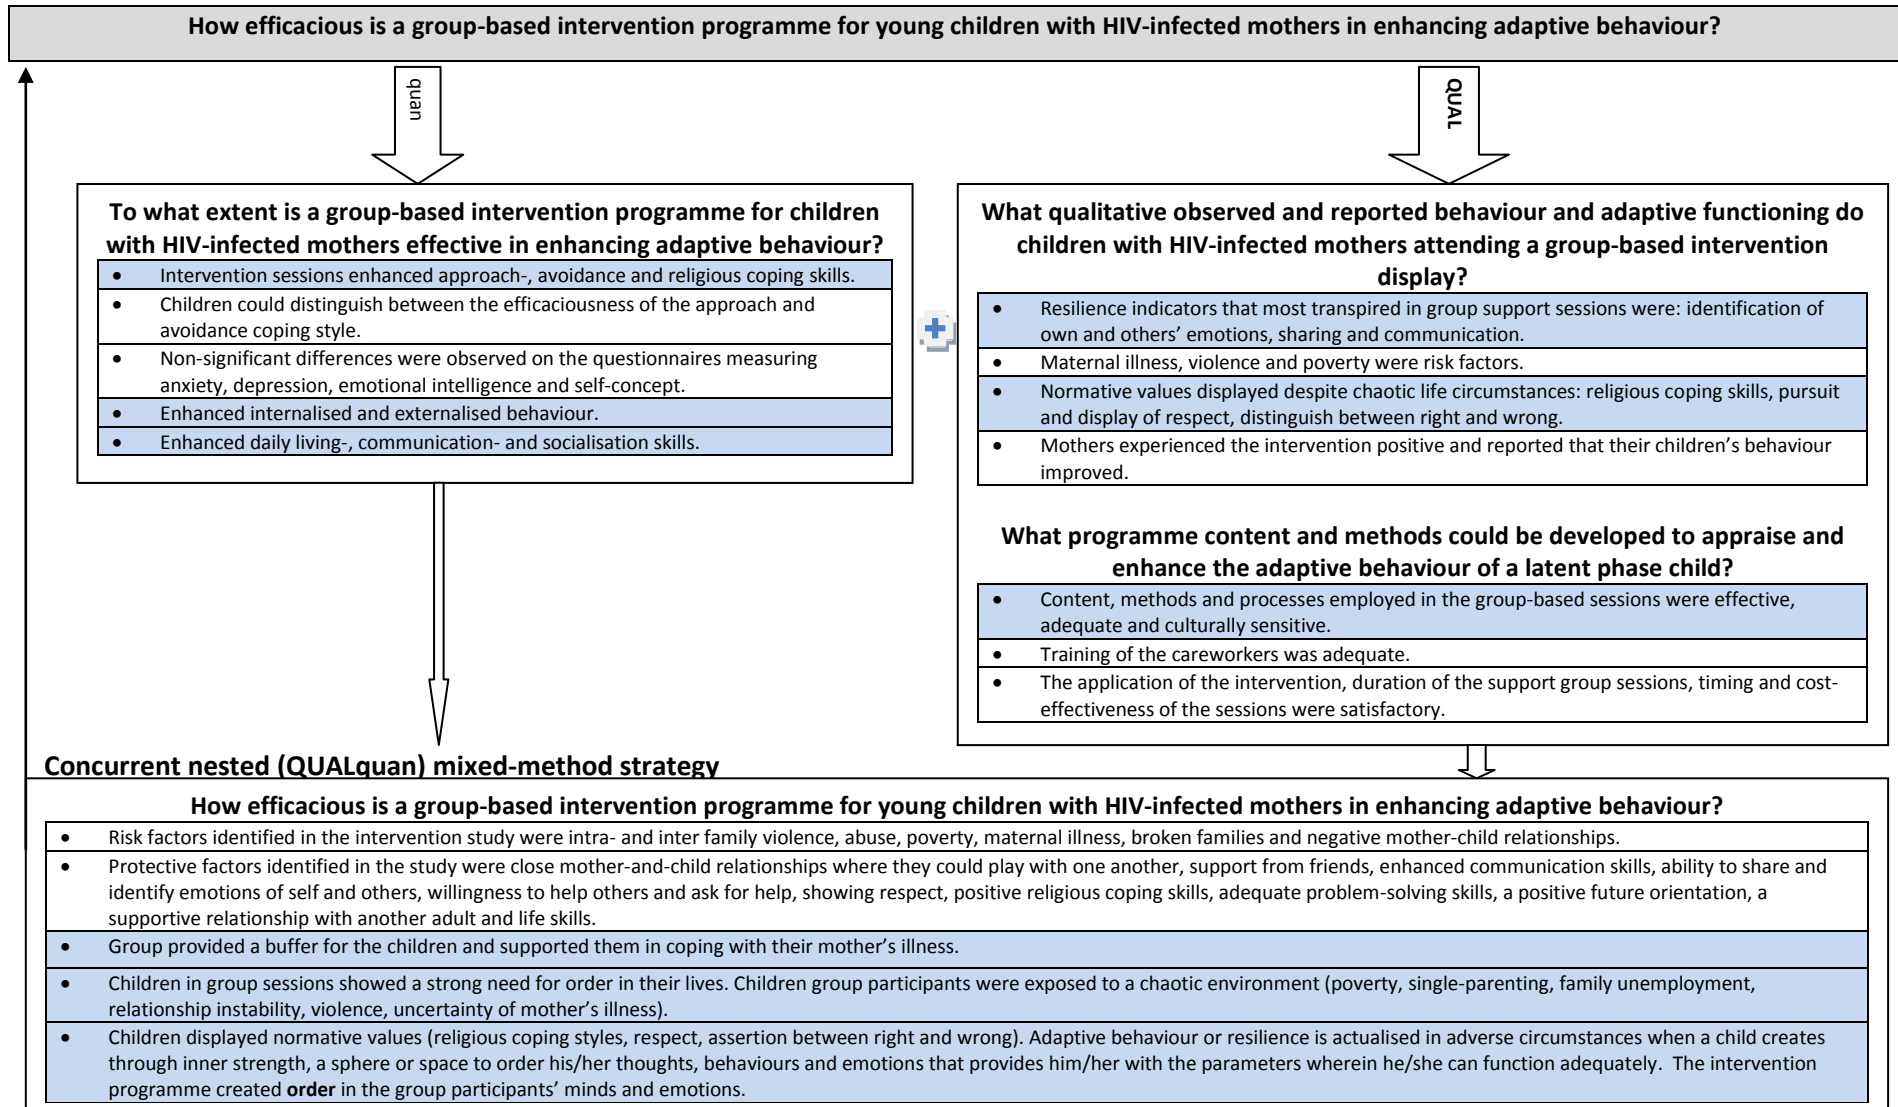 How efficacious is a group-based intervention programme for young children with HIV-infected mothers in enhancing adaptive behaviour?
quan
QUAL
To what extent is a group-based intervention programme for children
with HIV-infected mothers effective in enhancing adaptive behaviour?
• Intervention sessions enhanced approach-, avoidance and religious coping skills.
• Children could distinguish between the efficaciousness of the approach and
avoidance coping style.
• Non-significant differences were observed on the questionnaires measuring
anxiety, depression, emotional intelligence and self-concept.
• Enhanced internalised and externalised behaviour.
• Enhanced daily living-, communication- and socialisation skills.
What qualitative observed and reported behaviour and adaptive functioning do
children with HIV-infected mothers attending a group-based intervention
display?
• Resilience indicators that most transpired in group support sessions were: identification of
own and others’ emotions, sharing and communication.
• Maternal illness, violence and poverty were risk factors.
• Normative values displayed despite chaotic life circumstances: religious coping skills, pursuit
and display of respect, distinguish between right and wrong.
• Mothers experienced the intervention positive and reported that their children’s behaviour
improved.
What programme content and methods could be developed to appraise and
enhance the adaptive behaviour of a latent phase child?
• Content, methods and processes employed in the group-based sessions were effective,
adequate and culturally sensitive.
• Training of the careworkers was adequate.
• The application of the intervention, duration of the support group sessions, timing and cost-
effectiveness of the sessions were satisfactory.
Concurrent nested (QUALquan) mixed-method strategy
How efficacious is a group-based intervention programme for young children with HIV-infected mothers in enhancing adaptive behaviour?
• Risk factors identified in the intervention study were intra- and inter family violence, abuse, poverty, maternal illness, broken families and negative mother-child relationships.
• Protective factors identified in the study were close mother-and-child relationships where they could play with one another, support from friends, enhanced communication skills, ability to share and
identify emotions of self and others, willingness to help others and ask for help, showing respect, positive religious coping skills, adequate problem-solving skills, a positive future orientation, a
supportive relationship with another adult and life skills.
• Group provided a buffer for the children and supported them in coping with their mother’s illness.
• Children in group sessions showed a strong need for order in their lives. Children group participants were exposed to a chaotic environment (poverty, single-parenting, family unemployment,
relationship instability, violence, uncertainty of mother’s illness).
• Children displayed normative values (religious coping styles, respect, assertion between right and wrong). Adaptive behaviour or resilience is actualised in adverse circumstances when a child creates
through inner strength, a sphere or space to order his/her thoughts, behaviours and emotions that provides him/her with the parameters wherein he/she can function adequately. The intervention
programme created order in the group participants’ minds and emotions.